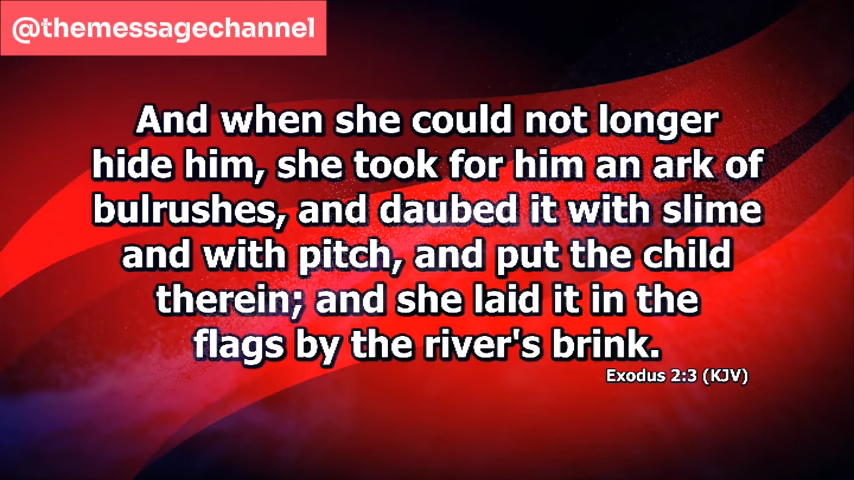 @themessagechannel
And when she could not longer
hide him, she took for him an ark of
bulrushes, and daubed it with slime
and with pitch, and put the child
therein; and she laid it in the
flags by the river's brink.
Exodus 2:3 (KJV)